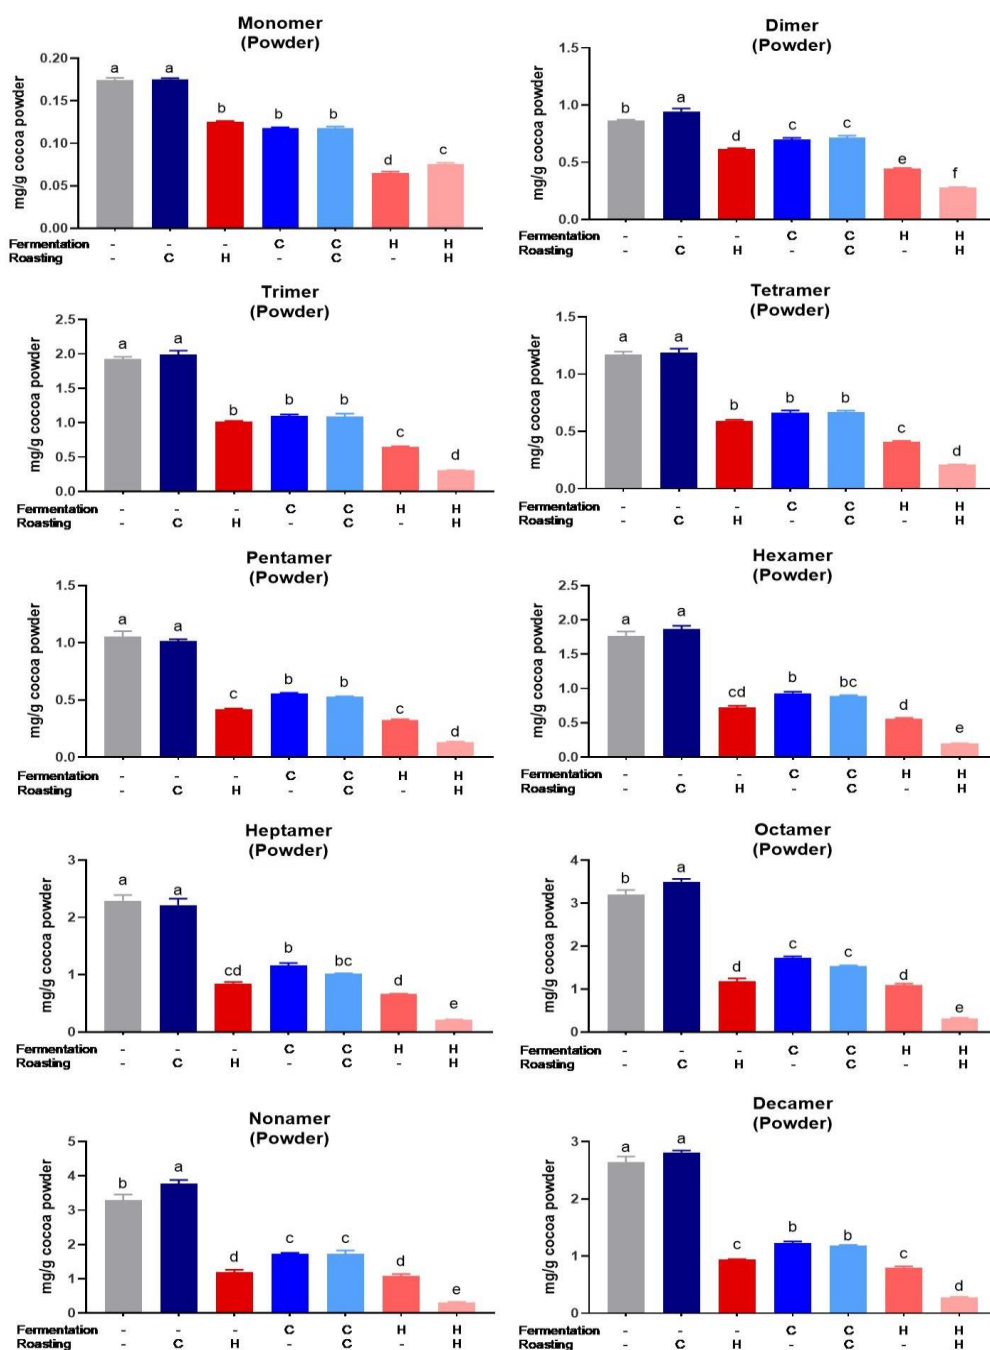 Monomer
(Powder)
mg/g cocoa powder
0.20
0.15
0.10
0.05
0.00
a a b b b d c
Fermentation - - - C C H H
Roasting - C H - C - H
Dimer
(Powder)
mg/g cocoa powder
1.5
1.0
0.5
0.0
b a d c c e f
Fermentation - - - C C H H
Roasting - C H - C - H
Trimer
(Powder)
mg/g cocoa powder
2.5
2.0
1.5
1.0
0.5
0.0
a a b b b c d
Fermentation - - - C C H H
Roasting - C H - C - H
Tetramer
(Powder)
mg/g cocoa powder
1.5
1.0
0.5
0.0
a a b b b c d
Fermentation - - - C C H H
Roasting - C H - C - H
Pentamer
(Powder)
mg/g cocoa powder
1.5
1.0
0.5
0.0
a a c b b c d
Fermentation - - - C C H H
Roasting - C H - C - H
Hexamer
(Powder)
mg/g cocoa powder
2.5
2.0
1.5
1.0
0.5
0.0
a a cd b bc d e
Fermentation - - - C C H H
Roasting - C H - C - H
Heptamer
(Powder)
mg/g cocoa powder
3
2
1
0
a a cd b bc d e
Fermentation - - - C C H H
Roasting - C H - C - H
Octamer
(Powder)
mg/g cocoa powder
4
3
2
1
0
b a d c c d e
Fermentation - - - C C H H
Roasting - C H - C - H
Nonamer
(Powder)
mg/g cocoa powder
5
4
3
2
1
0
b a d c c d e
Fermentation - - - C C H H
Roasting - C H - C - H
Decamer
(Powder)
mg/g cocoa powder
3
2
1
0
a a c b b c d
Fermentation - - - C C H H
Roasting - C H - C - H